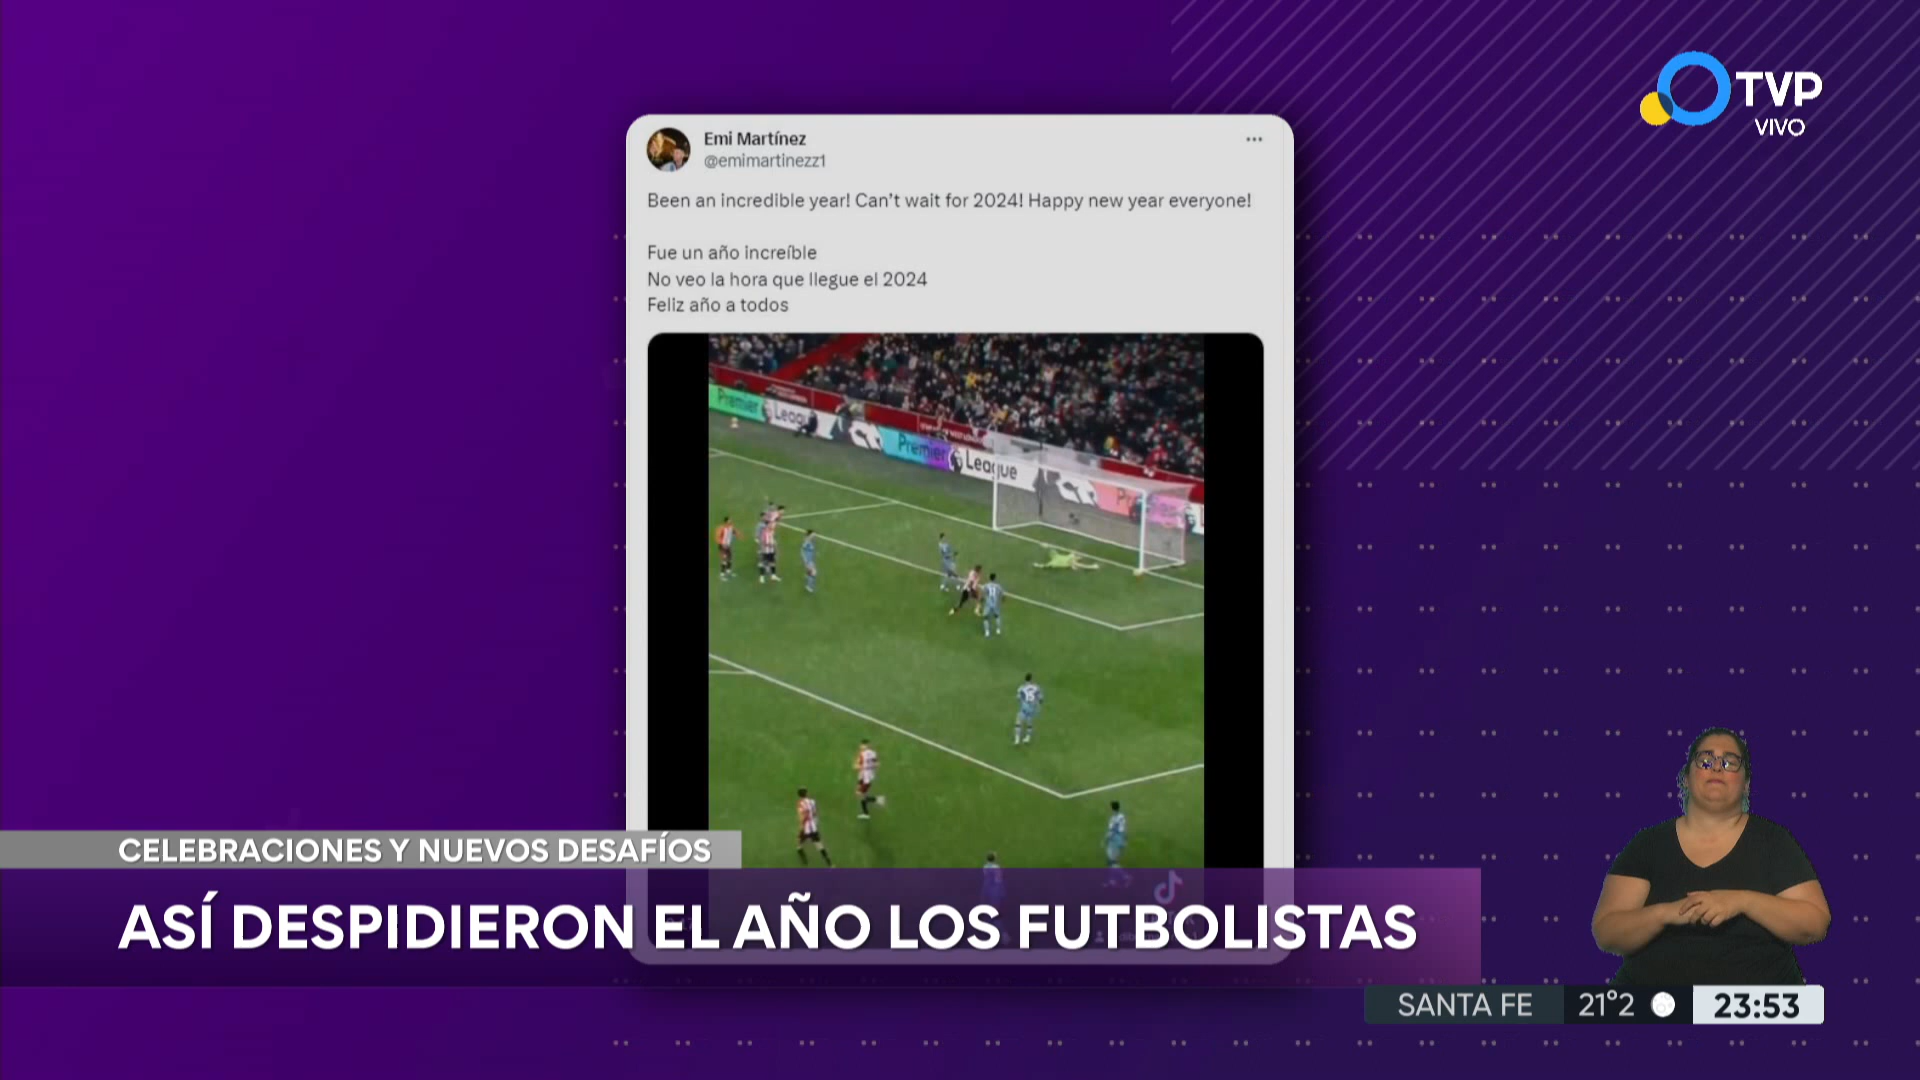 TVP
VIVO
Emi Martínez
@emimartinezz1
Been an incredible year! Can't wait for 2024! Happy new year everyone!
Fue un año increíble
No veo la hora que llegue el 2024
Feliz año a todos
Premier League
Premier League
CELEBRACIONES Y NUEVOS DESAFÍOS
ASÍ DESPIDIERON EL AÑO LOS FUTBOLISTAS
SANTA FE 21°2 23:53